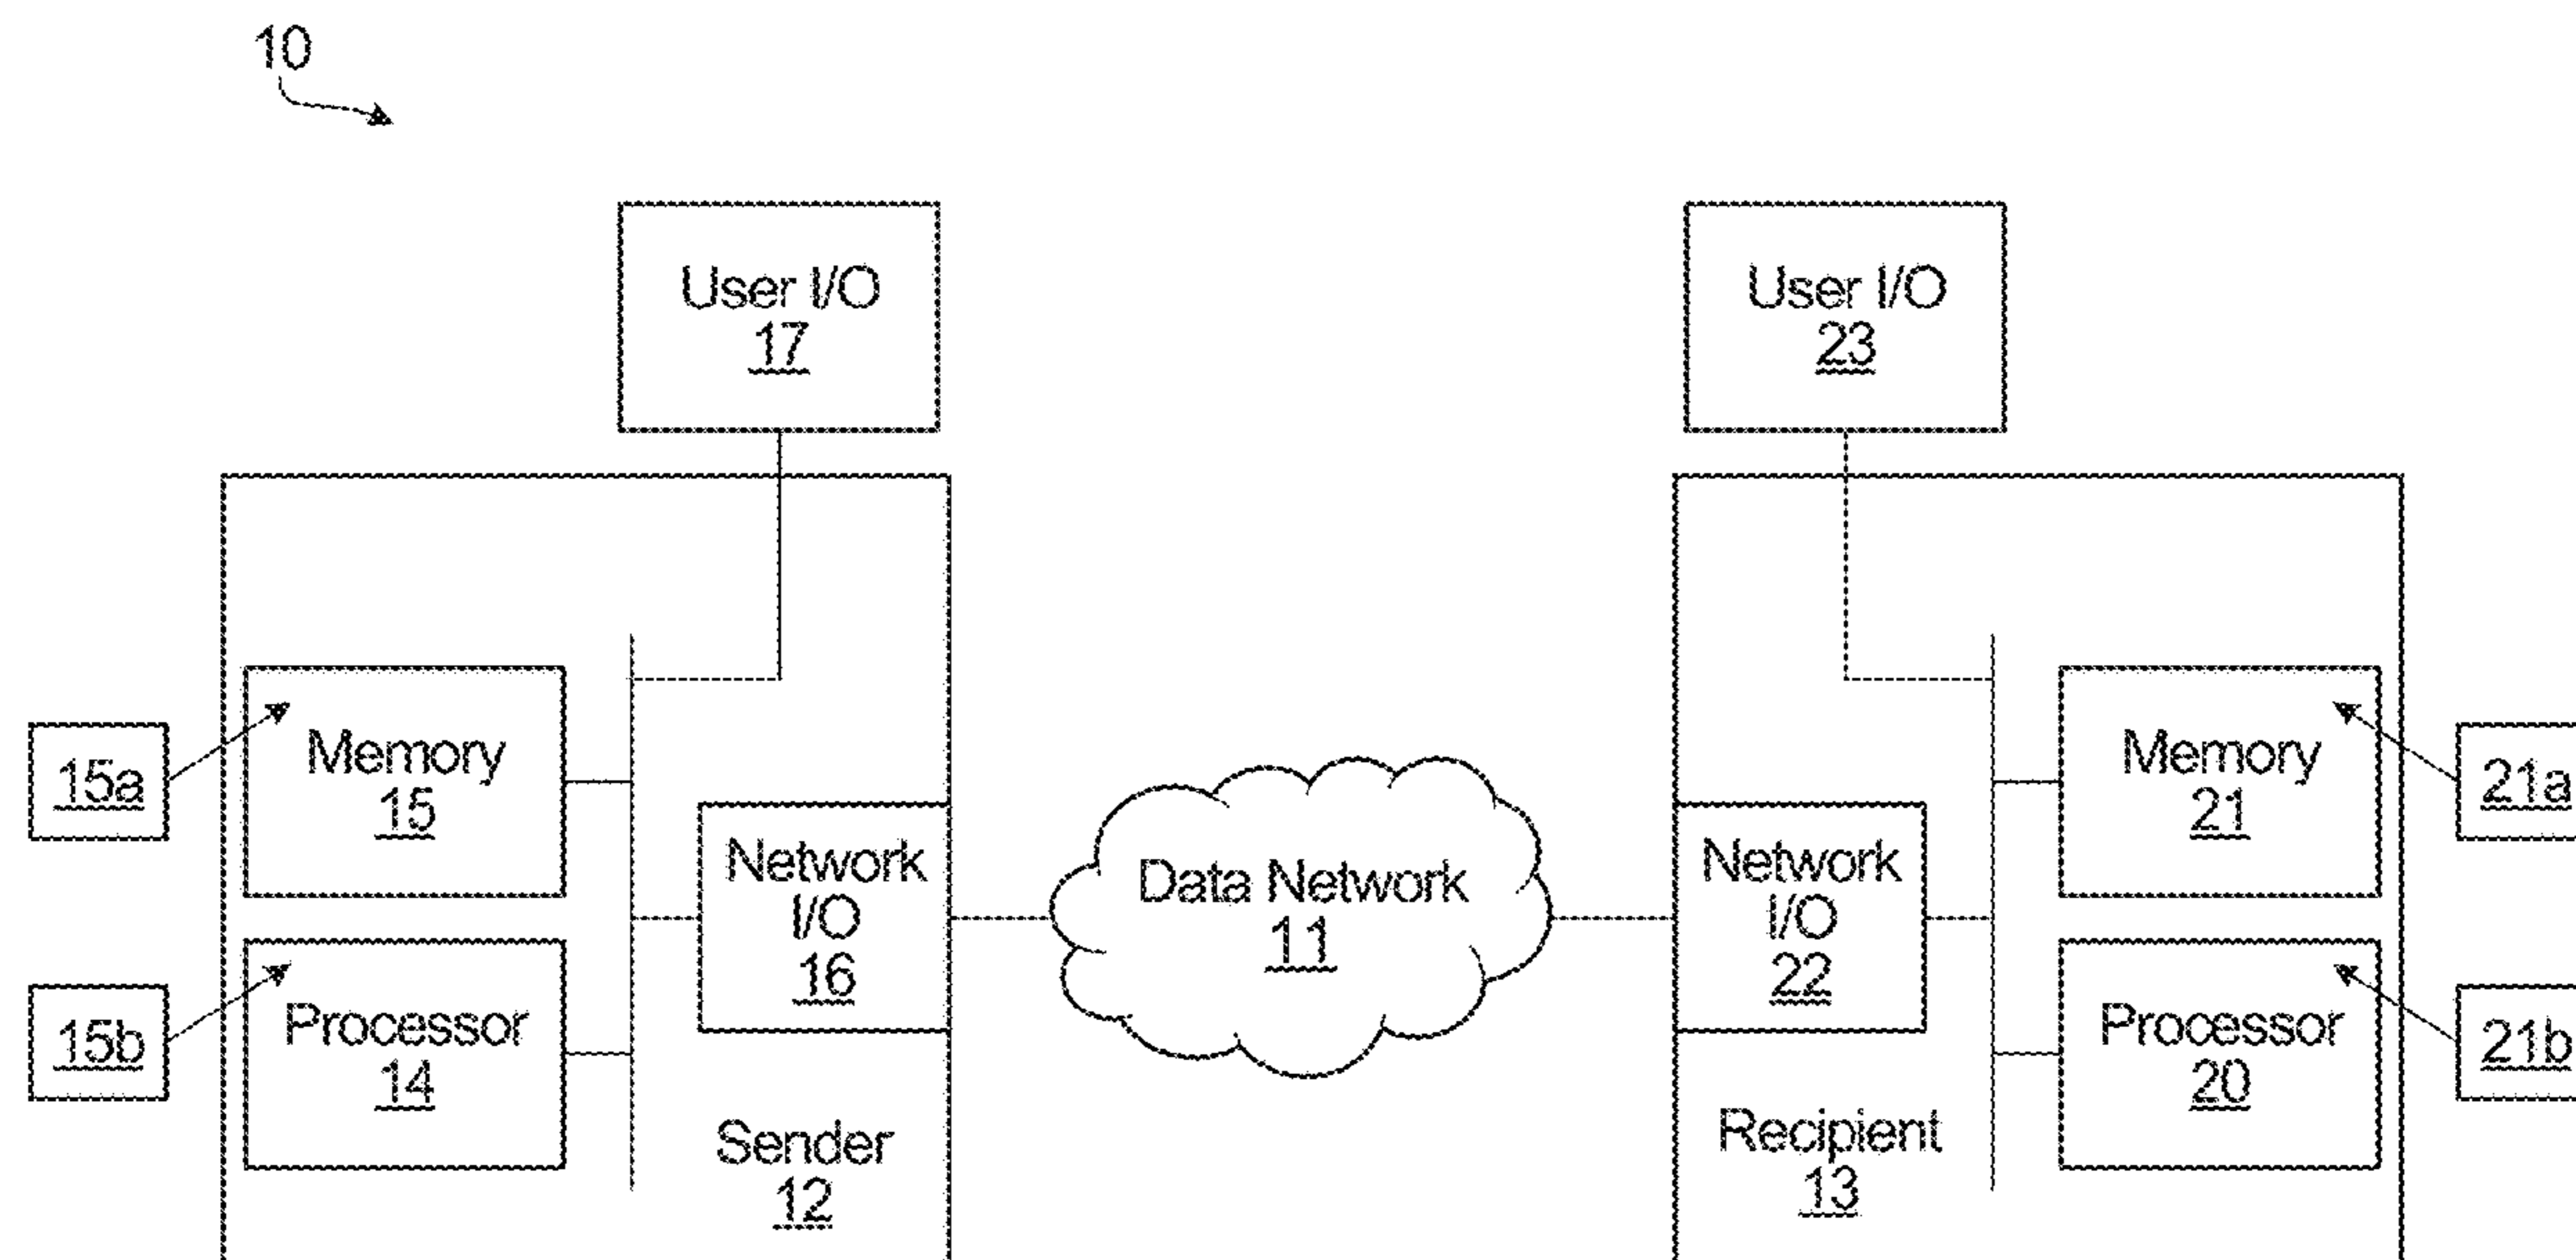 10
User I/O
17
User I/O
23
15a
Memory
15
Network
I/O
16
15b
Processor
14
Sender
12
Data Network
11
Network
I/O
22
Recipient
13
Memory
21
21a
Processor
20
21b